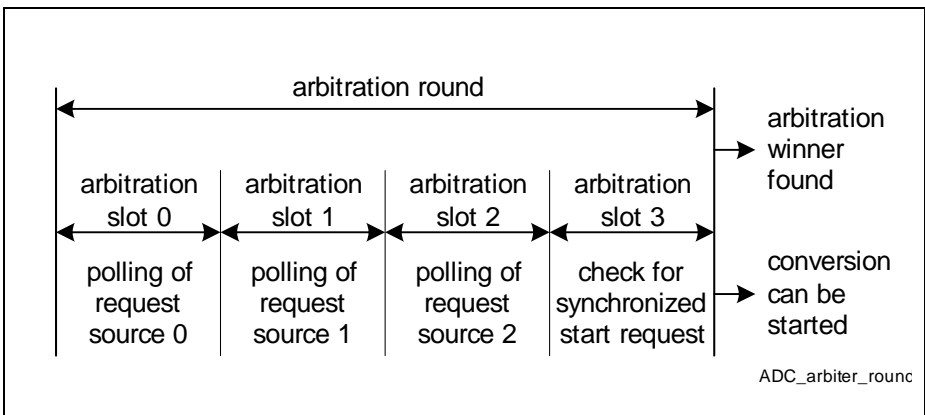 arbitration round
arbitration
winner
found
arbitration
slot 0
arbitration
slot 1
arbitration
slot 2
arbitration
slot 3
polling of
request
source 0
polling of
request
source 1
polling of
request
source 2
check for
synchronized
start request
conversion
can be
started
ADC_arbiter_round